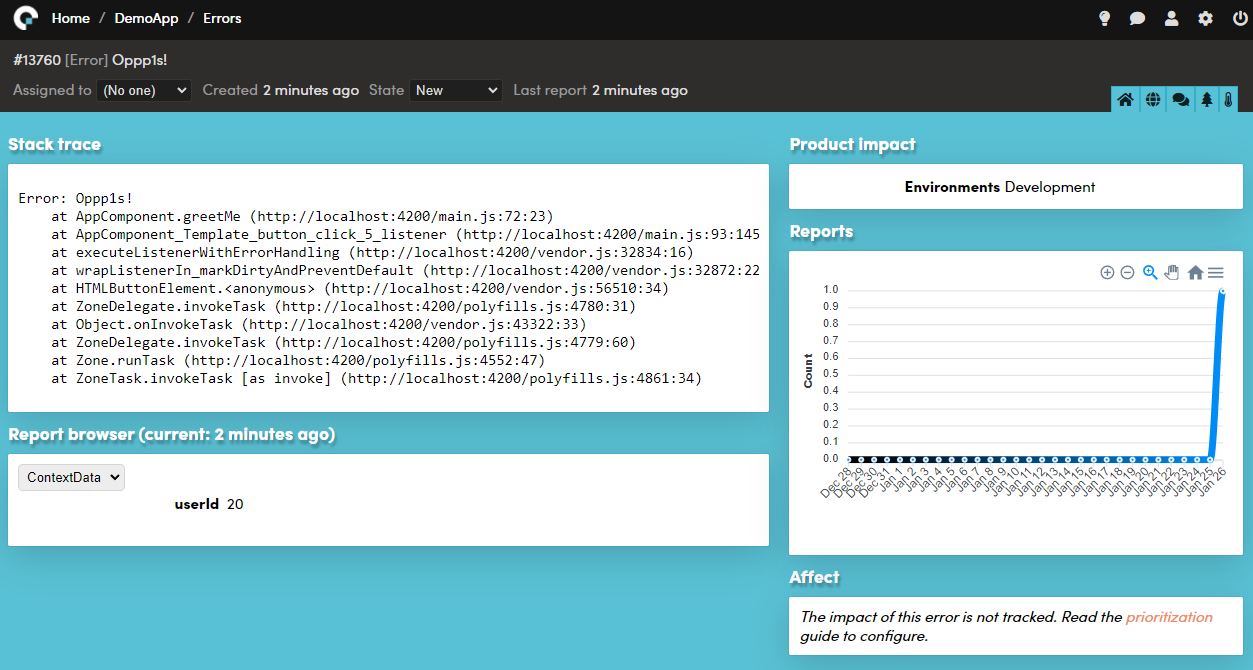 Home / DemoApp / Errors
#13760 [Error] Oppp1s!
Assigned to (No one) Created 2 minutes ago State New Last report 2 minutes ago
Stack trace
Error: Oppp1s!
at AppComponent.greetMe (http://localhost:4200/main.js:72:23)
at AppComponent_Template_button_click_5_listener (http://localhost:4200/main.js:93:145
at executeListenerWithErrorHandling (http://localhost:4200/vendor.js:32834:16)
at wrapListenerIn_markDirtyAndPreventDefault (http://localhost:4200/vendor.js:32872:22
at HTMLButtonElement.<anonymous> (http://localhost:4200/vendor.js:56510:34)
at ZoneDelegate.invokeTask (http://localhost:4200/polyfills.js:4780:31)
at Object.onInvokeTask (http://localhost:4200/vendor.js:43322:33)
at ZoneDelegate.invokeTask (http://localhost:4200/polyfills.js:4779:60)
at Zone.runTask (http://localhost:4200/polyfills.js:4552:47)
at ZoneTask.invokeTask [as invoke] (http://localhost:4200/polyfills.js:4861:34)
Report browser (current: 2 minutes ago)
ContextData
userId 20
Product impact
Environments Development
Reports
1.0
0.9
0.8
0.7
0.6
0.5
0.4
0.3
0.2
0.1
0.0
Count
Dec 28
Dec 29
Dec 30
Dec 31
Jan 1
Jan 2
Jan 3
Jan 4
Jan 5
Jan 6
Jan 7
Jan 8
Jan 9
Jan 10
Jan 11
Jan 12
Jan 13
Jan 14
Jan 15
Jan 16
Jan 17
Jan 18
Jan 19
Jan 20
Jan 21
Jan 22
Jan 23
Jan 24
Jan 25
Jan 26
Affect
The impact of this error is not tracked. Read the prioritization
guide to configure.